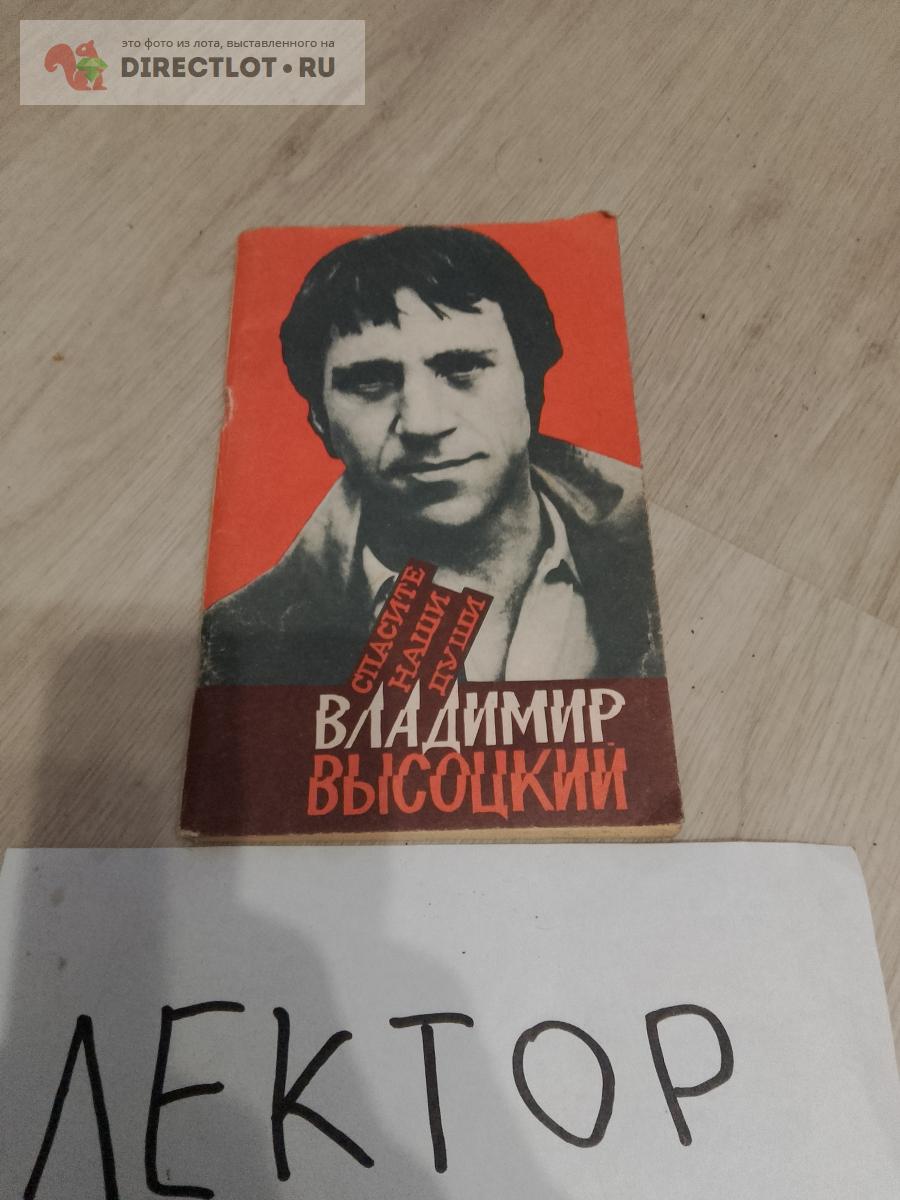 это фото из лота, выставленного на
DIRECTLOT•RU
СПАСИТЕ
НАШИ
ДУШИ
ВЛАДИМИР
ВЫСОЦКИЙ
ЛЕКТОР